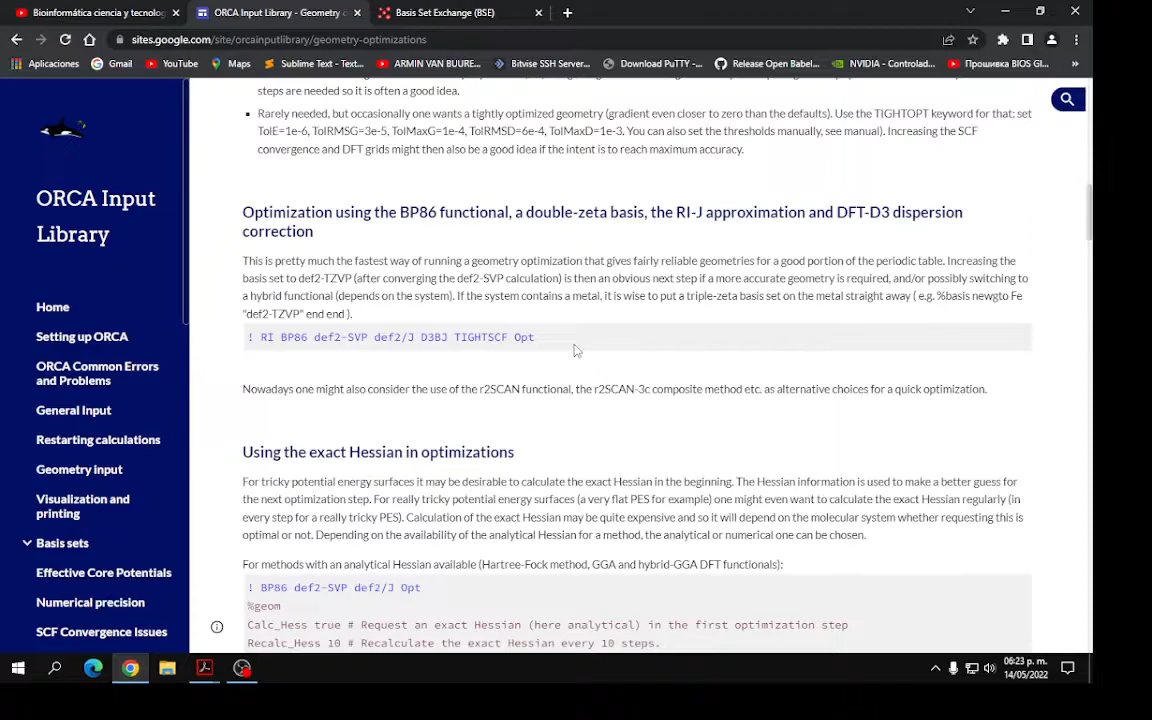 Bioinformática ciencia y tecnolog
ORCA Input Library - Geometry o
Basis Set Exchange (BSE)
sites.google.com/site/orcainputlibrary/geometry-optimizations
Aplicaciones
Gmail
YouTube
Maps
Sublime Text - Text...
ARMIN VAN BUURE...
Bitvise SSH Server...
Download PuTTY -...
Release Open Babel...
NVIDIA - Controlad...
Прошивка BIOS GI...
»
ORCA Input
Library
Home
Setting up ORCA
ORCA Common Errors
and Problems
General Input
Restarting calculations
Geometry input
Visualization and
printing
Basis sets
Effective Core Potentials
Numerical precision
SCF Convergence Issues
steps are needed so it is often a good idea.
Rarely needed, but occasionally one wants a tightly optimized geometry (gradient even closer to zero than the defaults). Use the TIGHTOPT keyword for that: set
TolE=1e-6, TolRMSG=3e-5, TolMaxG=1e-4, TolRMSD=6e-4, TolMaxD=1e-3. You can also set the thresholds manually, see manual). Increasing the SCF
convergence and DFT grids might then also be a good idea if the intent is to reach maximum accuracy.
Optimization using the BP86 functional, a double-zeta basis, the RI-J approximation and DFT-D3 dispersion
correction
This is pretty much the fastest way of running a geometry optimization that gives fairly reliable geometries for a good portion of the periodic table. Increasing the
basis set to def2-TZVP (after converging the def2-SVP calculation) is then an obvious next step if a more accurate geometry is required, and/or possibly switching to
a hybrid functional (depends on the system). If the system contains a metal, it is wise to put a triple-zeta basis set on the metal straight away ( e.g. %basis newgto Fe
"def2-TZVP" end end ).
! RI BP86 def2-SVP def2/J D3BJ TIGHTSCF Opt
Nowadays one might also consider the use of the r2SCAN functional, the r2SCAN-3c composite method etc. as alternative choices for a quick optimization.
Using the exact Hessian in optimizations
For tricky potential energy surfaces it may be desirable to calculate the exact Hessian in the beginning. The Hessian information is used to make a better guess for
the next optimization step. For really tricky potential energy surfaces (a very flat PES for example) one might even want to calculate the exact Hessian regularly (in
every step for a really tricky PES). Calculation of the exact Hessian may be quite expensive and so it will depend on the molecular system whether requesting this is
optimal or not. Depending on the availability of the analytical Hessian for a method, the analytical or numerical one can be chosen.
For methods with an analytical Hessian available (Hartree-Fock method, GGA and hybrid-GGA DFT functionals):
! BP86 def2-SVP def2/J Opt
%geom
Calc_Hess true # Request an exact Hessian (here analytical) in the first optimization step
Recalc_Hess 10 # Recalculate the exact Hessian every 10 steps.
06:23 p. m.
14/05/2022